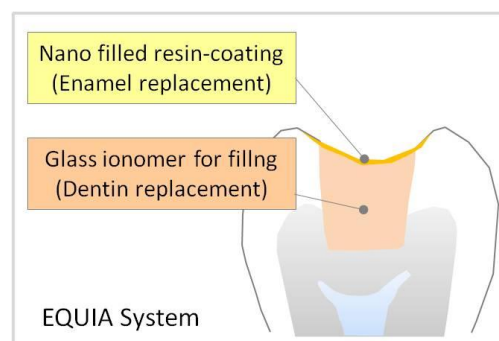 Nano filled resin-coating
(Enamel replacement)
Glass ionomer for fillng
(Dentin replacement)
EQUIA System